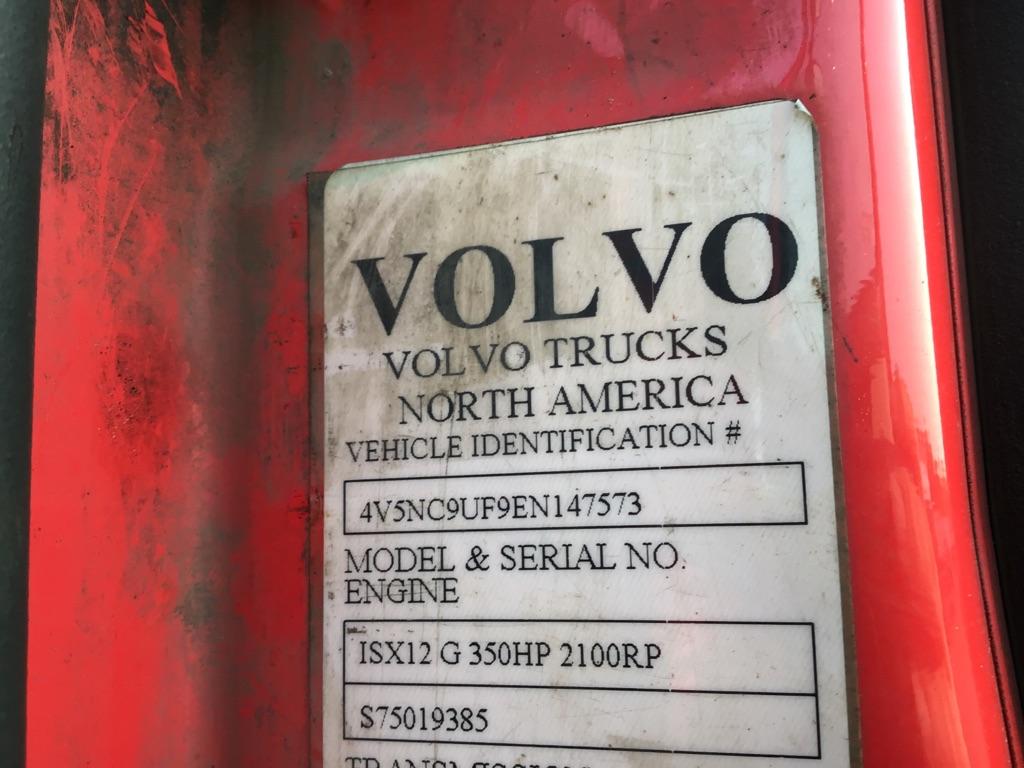 VOLVO
VOLVO TRUCKS
NORTH AMERICA
VEHICLE IDENTIFICATION #
4V5NC9UF9EN147573
MODEL & SERIAL NO.
ENGINE
ISX12 G 350HP 2100RP
S75019385